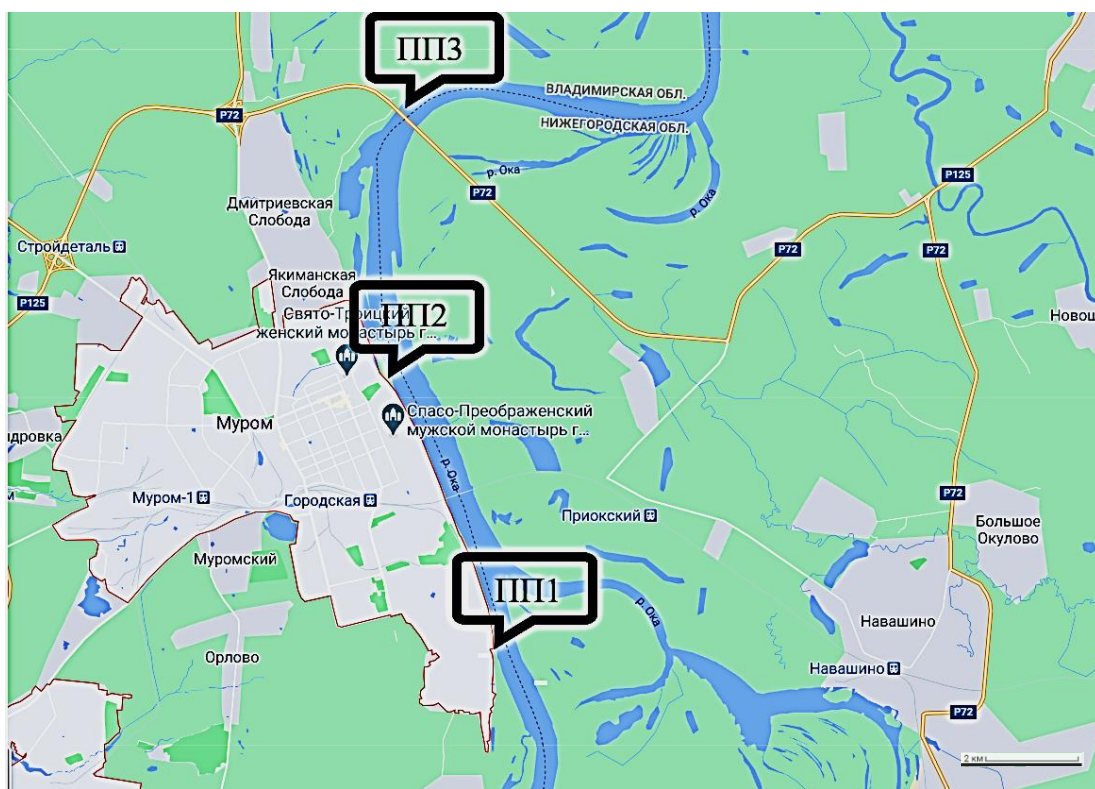 ПП3
ВЛАДИМИРСКАЯ ОБЛ.
НИЖЕГОРОДСКАЯ ОБЛ.
Р72
р. Ока
Р72
Р125
р. Ока
Дмитриевская
Слобода
Стройдеталь
Р72
Р72
Якиманская
Слобода
Р125
ПП2
Свято-Троицкий
женский монастырь г...
Новош
Спасо-Преображенский
мужской монастырь г...
Муром
ндровка
р. Ока
м
Муром-1
Городская
Р72
Приокский
Большое
Окулово
Муромский
ПП1
р. Ока
Навашино
Орлово
Навашино
Р72
2 км